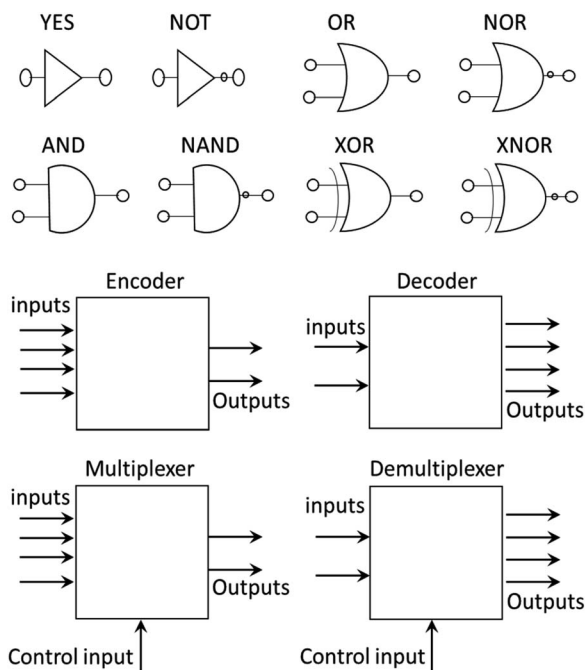 YES NOT OR NOR
AND NAND XOR XNOR
Encoder Decoder
inputs
inputs
Outputs
Outputs
Multiplexer Demultiplexer
inputs
inputs
Outputs
Outputs
Control input Control input